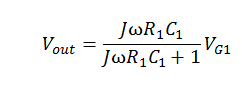 V_out = JωR_1C_1 / JωR_1C_1 + 1 V_G1